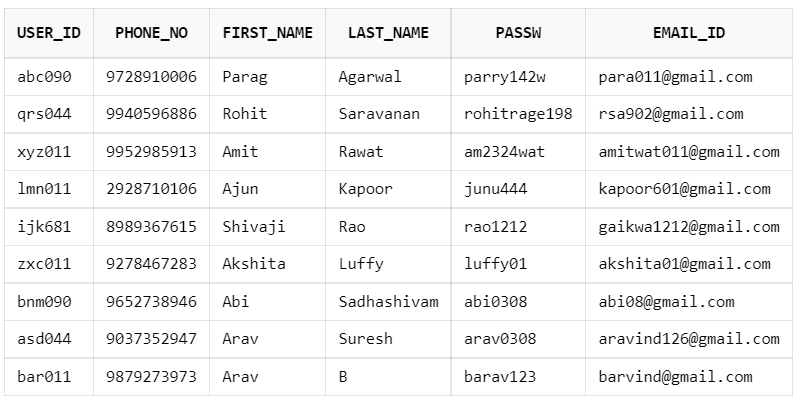 USER_ID PHONE_NO FIRST_NAME LAST_NAME PASSW EMAIL_ID
abc090 9728910006 Parag Agarwal parry142w para011@gmail.com
qrs044 9940596886 Rohit Saravanan rohitrage198 rsa902@gmail.com
xyz011 9952985913 Amit Rawat am2324wat amitwat011@gmail.com
lmn011 2928710106 Ajun Kapoor junu444 kapoor601@gmail.com
ijk681 8989367615 Shivaji Rao rao1212 gaikwa1212@gmail.com
zxc011 9278467283 Akshita Luffy luffy01 akshita01@gmail.com
bnm090 9652738946 Abi Sadhashivam abi0308 abi08@gmail.com
asd044 9037352947 Arav Suresh arav0308 aravind126@gmail.com
bar011 9879273973 Arav B barav123 barvind@gmail.com